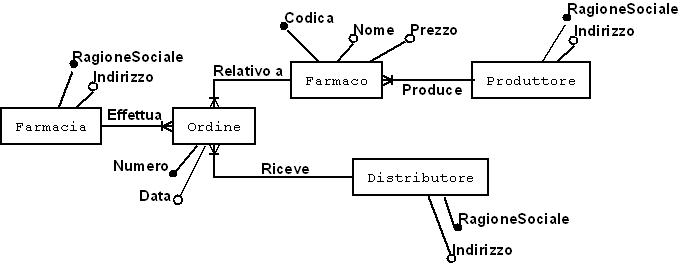 RagioneSociale
Codica
Nome
Prezzo
RagioneSociale
Indirizzo
Indirizzo
Relativo a
Farmaco
Produce
Produttore
Farmacia
Effettua
Ordine
Numero
Riceve
Distributore
Data
RagioneSociale
Indirizzo